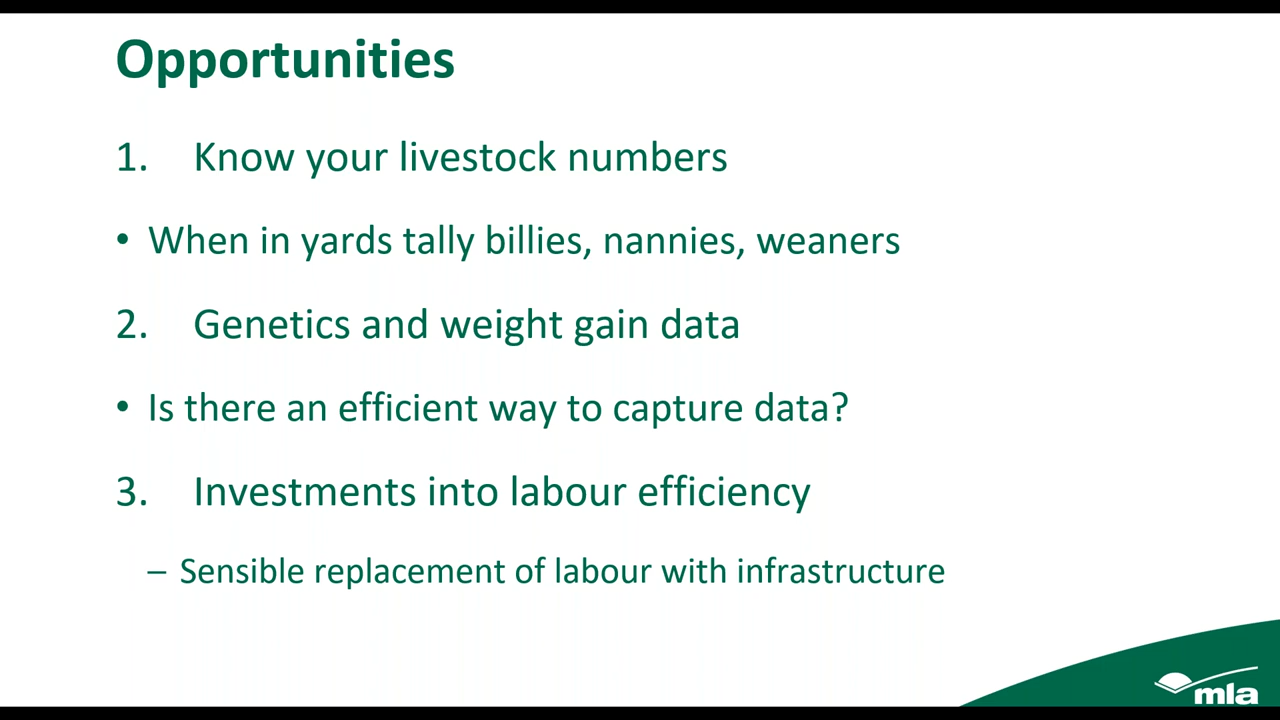 Opportunities
1. Know your livestock numbers
• When in yards tally billies, nannies, weaners
2. Genetics and weight gain data
• Is there an efficient way to capture data?
3. Investments into labour efficiency
– Sensible replacement of labour with infrastructure
mla